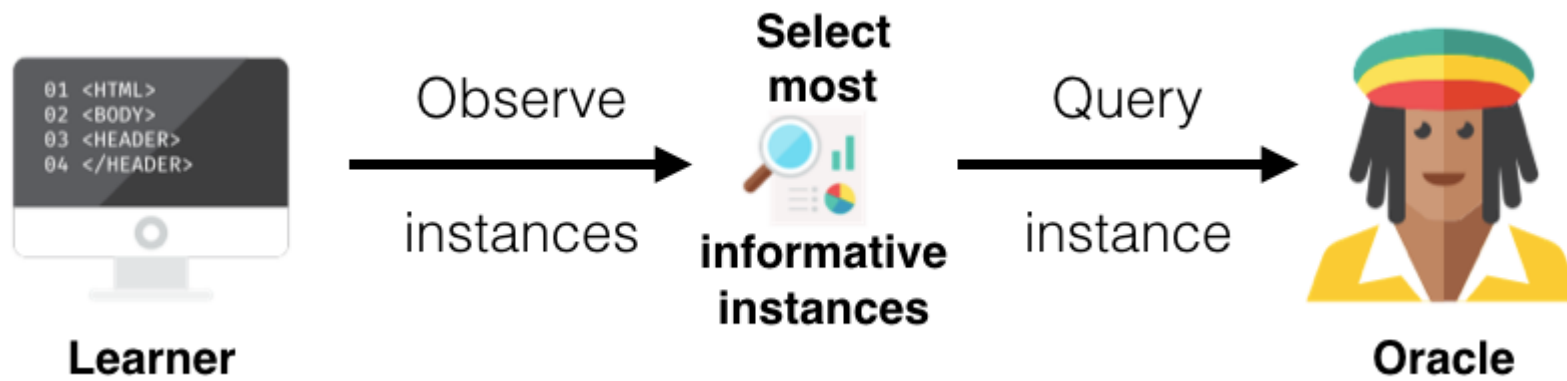 01 <HTML>
02 <BODY>
03 <HEADER>
04 </HEADER>
Learner
Observe
instances
Select
most
informative
instances
Query
instance
Oracle